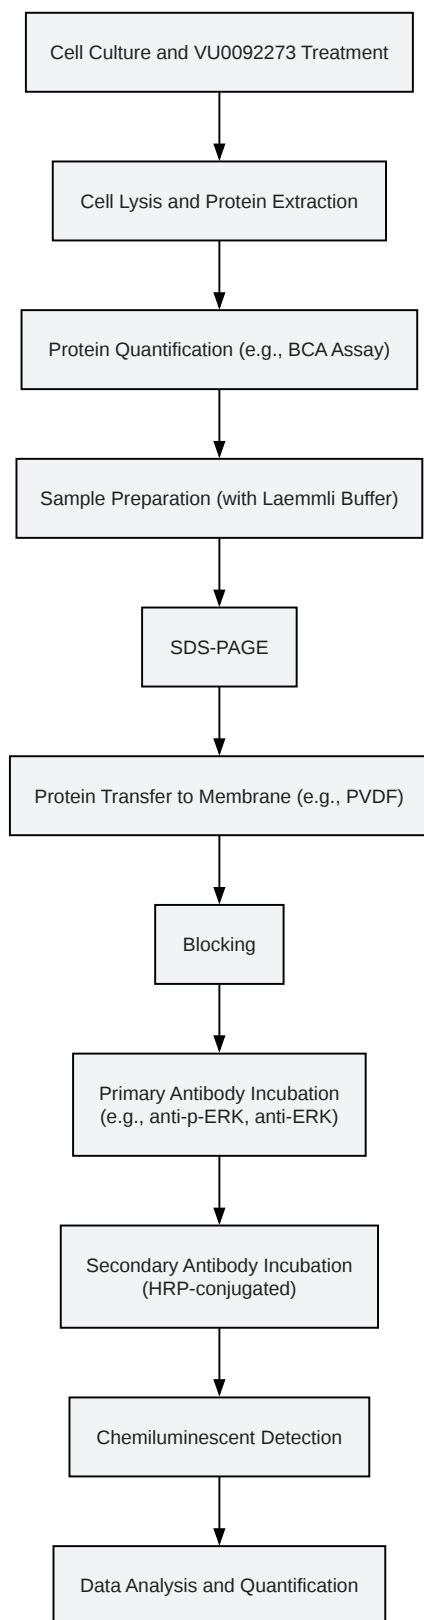 Cell Culture and VU0092273 Treatment
Cell Lysis and Protein Extraction
Protein Quantification (e.g., BCA Assay)
Sample Preparation (with Laemmli Buffer)
SDS-PAGE
Protein Transfer to Membrane (e.g., PVDF)
Blocking
Primary Antibody Incubation
(e.g., anti-p-ERK, anti-ERK)
Secondary Antibody Incubation
(HRP-conjugated)
Chemiluminescent Detection
Data Analysis and Quantification